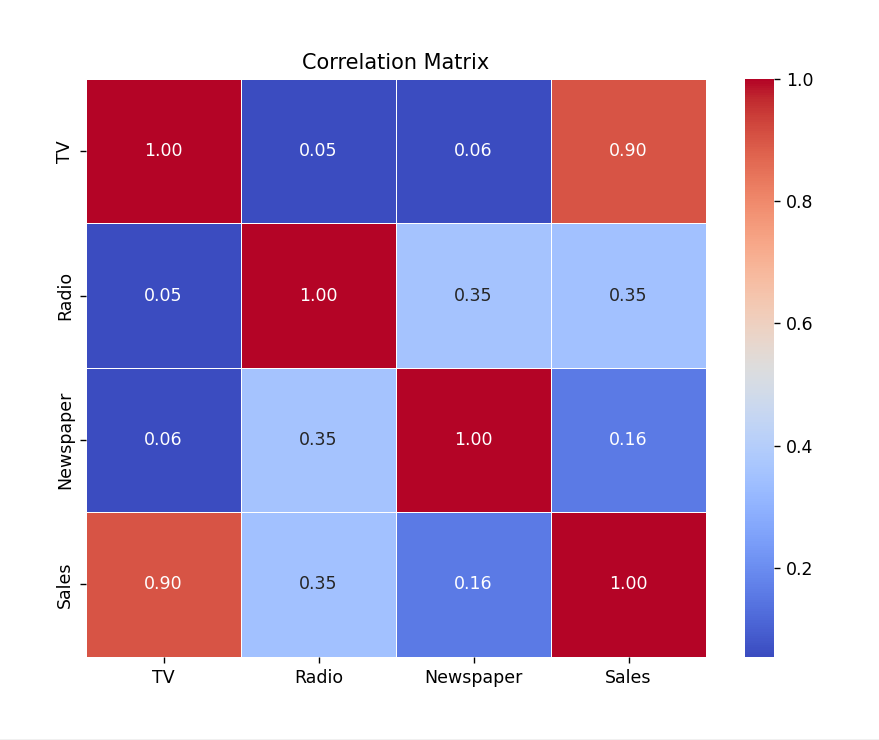 Correlation Matrix
TV 1.00 0.05 0.06 0.90
Radio 0.05 1.00 0.35 0.35
Newspaper 0.06 0.35 1.00 0.16
Sales 0.90 0.35 0.16 1.00
TV Radio Newspaper Sales
1.0
0.8
0.6
0.4
0.2